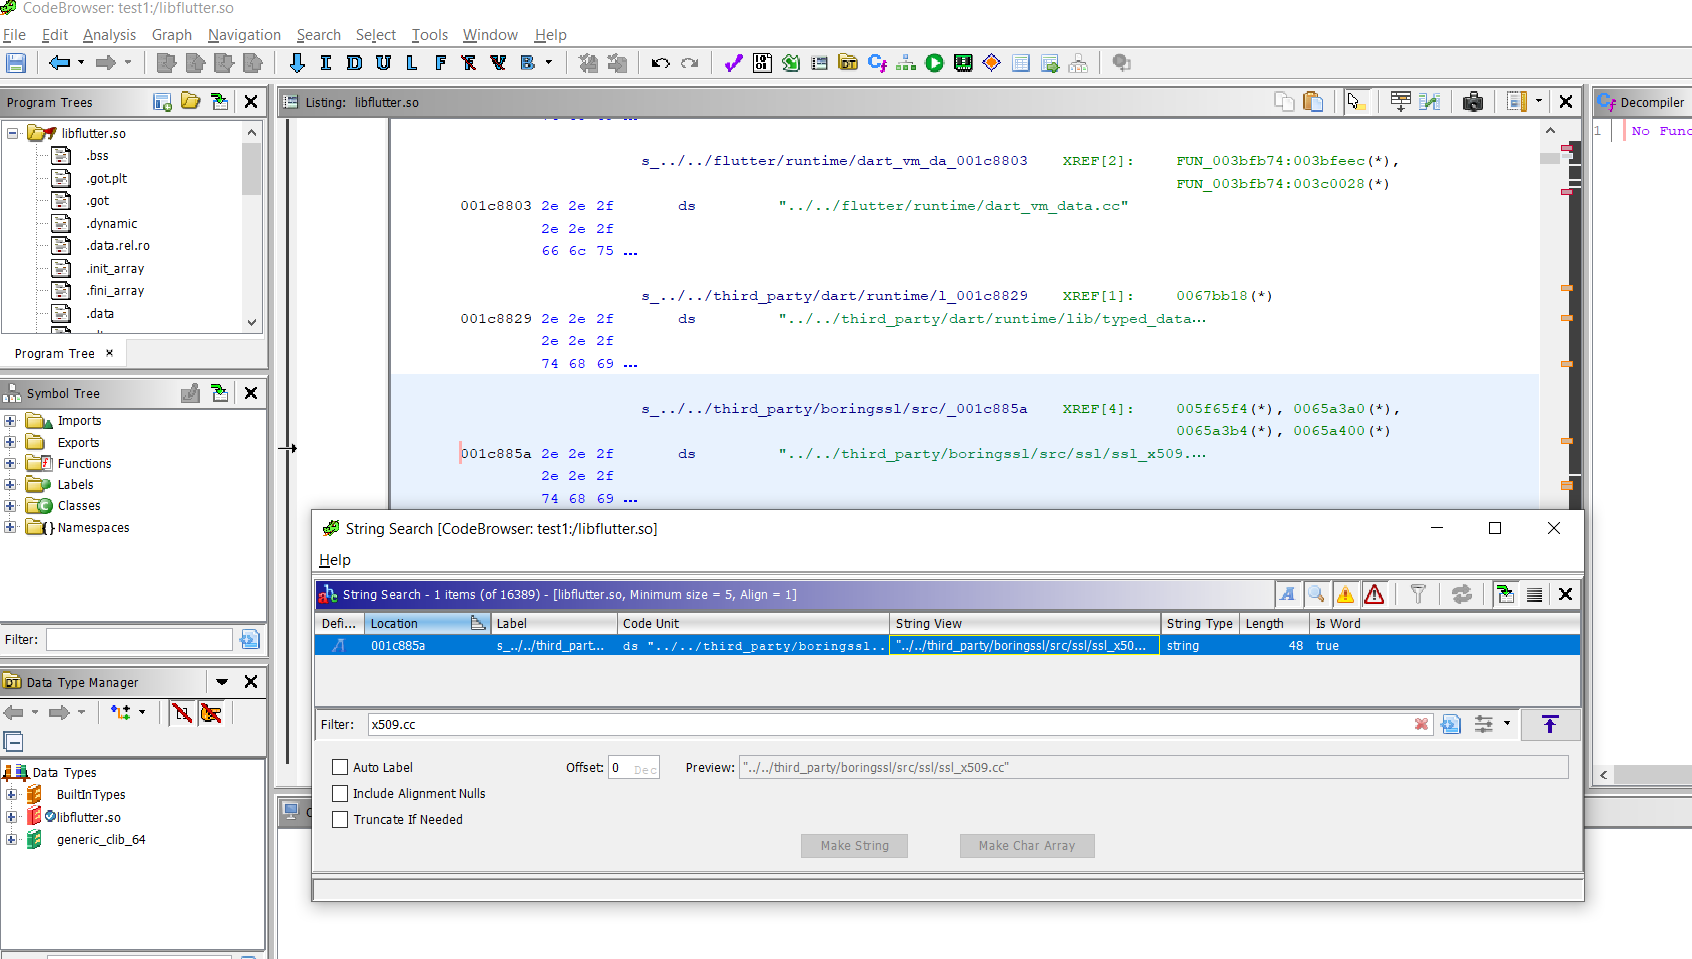 CodeBrowser: test1:/libflutter.so
File Edit Analysis Graph Navigation Search Select Tools Window Help
I D U L F B
Program Trees
libflutter.so
.bss
.got.plt
.got
.dynamic
.data.rel.ro
.init_array
.fini_array
.data
Program Tree ×
Symbol Tree
Imports
Exports
Functions
Labels
Classes
Namespaces
Filter:
Data Type Manager
Data Types
BuiltInTypes
libflutter.so
generic_clib_64
Listing: libflutter.so
s_../../flutter/runtime/dart_vm_da_001c8803 XREF[2]: FUN_003bfb74:003bfeec(*),
FUN_003bfb74:003c0028(*)
001c8803 2e 2e 2f ds "../../flutter/runtime/dart_vm_data.cc"
2e 2e 2f
66 6c 75 ...
s_../../third_party/dart/runtime/l_001c8829 XREF[1]: 0067bb18(*)
001c8829 2e 2e 2f ds "../../third_party/dart/runtime/lib/typed_data...
2e 2e 2f
74 68 69 ...
s_../../third_party/boringssl/src/_001c885a XREF[4]: 005f65f4(*), 0065a3a0(*),
0065a3b4(*), 0065a400(*)
001c885a 2e 2e 2f ds "../../third_party/boringssl/src/ssl/ssl_x509....
2e 2e 2f
74 68 69 ...
Decompiler
1 No Func
String Search [CodeBrowser: test1:/libflutter.so]
Help
String Search - 1 items (of 16389) - [libflutter.so, Minimum size = 5, Align = 1]
Defi... Location Label Code Unit String View String Type Length Is Word
001c885a s_../../third_part... ds "../../third_party/boringssl... "../../third_party/boringssl/src/ssl/ssl_x50... string 48 true
Filter: x509.cc
Auto Label Offset: 0 Dec Preview: "../../third_party/boringssl/src/ssl/ssl_x509.cc"
Include Alignment Nulls
Truncate If Needed
Make String Make Char Array